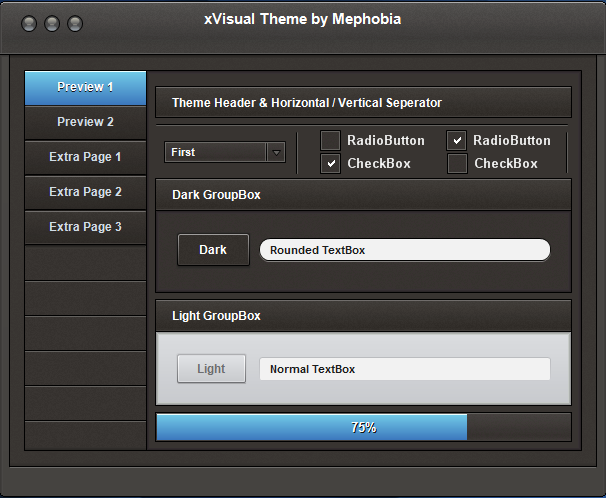 xVisual Theme by Mephobia
Preview 1
Preview 2
Extra Page 1
Extra Page 2
Extra Page 3
Theme Header & Horizontal / Vertical Seperator
First
RadioButton
RadioButton
CheckBox
CheckBox
Dark GroupBox
Dark
Rounded TextBox
Light GroupBox
Light
Normal TextBox
75%